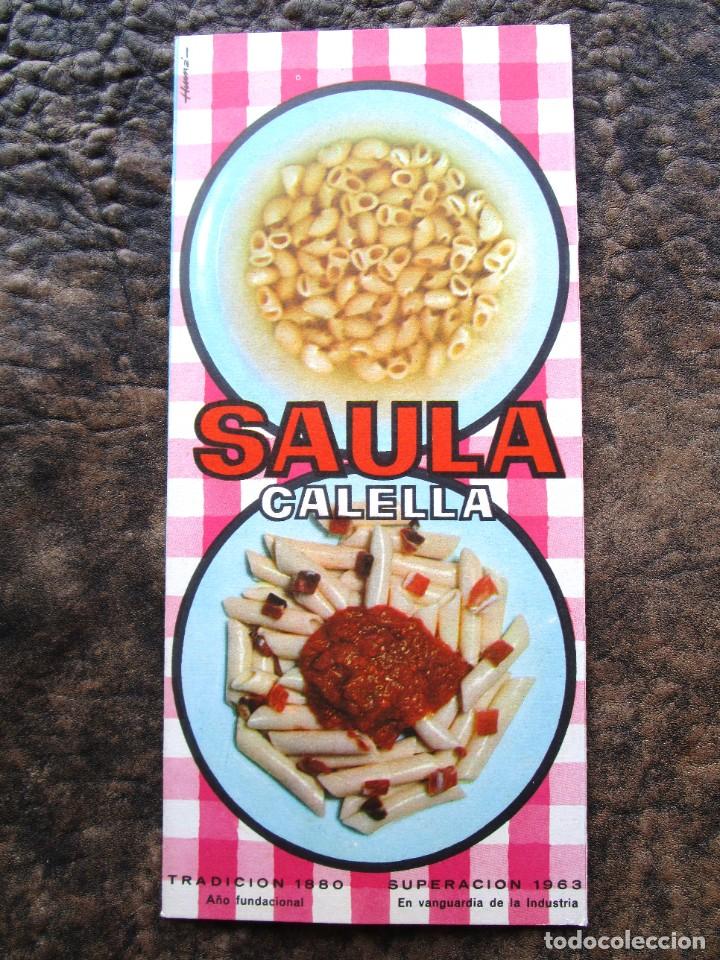 SAULA
CALELLA
TRADICION 1880 SUPERACION 1963
Año fundacional En vanguardia de la Industria
todocoleccion